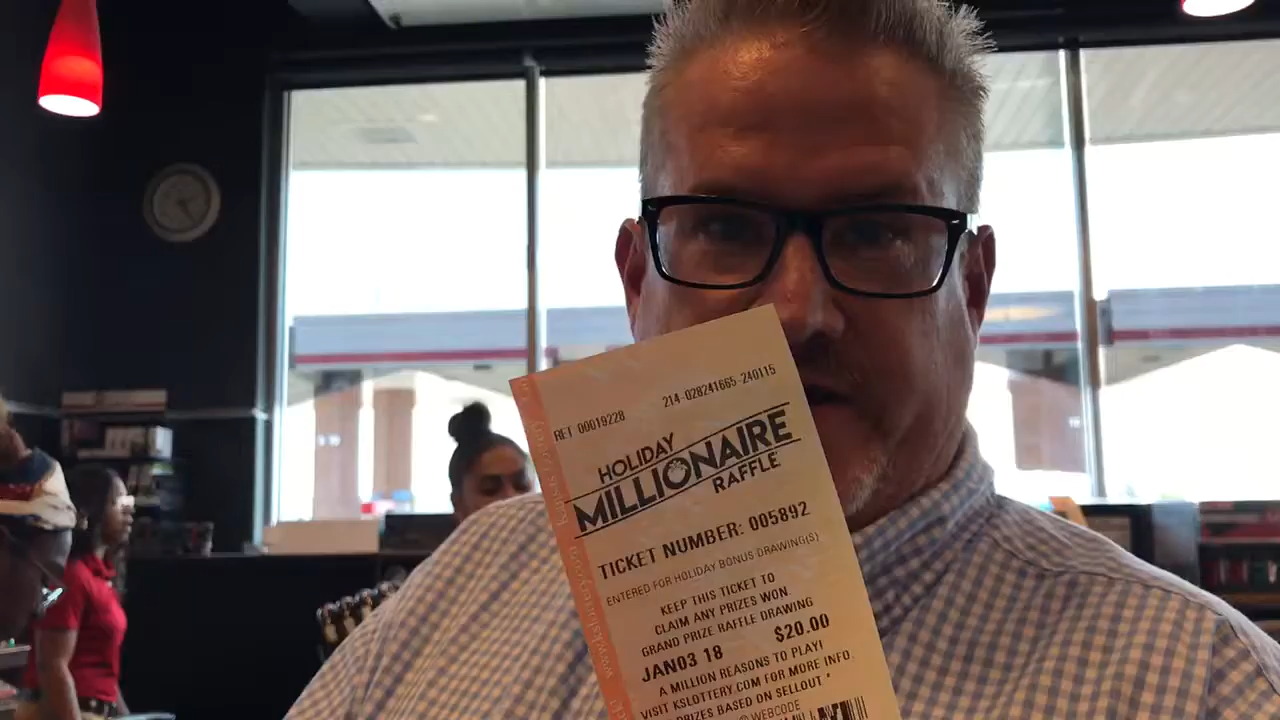 RET 00019228 214-028241665-240115
HOLIDAY
MILLIONAIRE
RAFFLE
TICKET NUMBER: 005892
ENTERED FOR HOLIDAY BONUS DRAWING(S)
KEEP THIS TICKET TO
CLAIM ANY PRIZES WON
GRAND PRIZE RAFFLE DRAWING
JAN03 18 $20.00
A MILLION REASONS TO PLAY!
VISIT KSLOTTERY.COM FOR MORE INFO.
PRIZES BASED ON SELLOUT *
WEBCODE